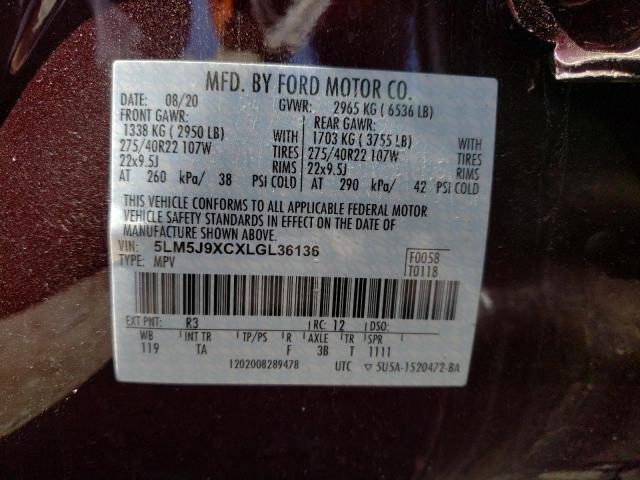 MFD. BY FORD MOTOR CO.
DATE: 08/20 GVWR: 2965 KG ( 6536 LB)
FRONT GAWR: REAR GAWR:
1338 KG ( 2950 LB) WITH 1703 KG ( 3755 LB) WITH
275/40R22 107W TIRES 275/40R22 107W TIRES
22x9.5J RIMS 22x9.5J RIMS
AT 260 kPa/ 38 PSI COLD AT 290 kPa/ 42 PSI COLD
THIS VEHICLE CONFORMS TO ALL APPLICABLE FEDERAL MOTOR
VEHICLE SAFETY STANDARDS IN EFFECT ON THE DATE OF
MANUFACTURE SHOWN ABOVE.
VIN: 5LM5J9XCXLGL36136 F0058
TYPE: MPV T0118
EXT PNT: R3 RC: 12 DSO:
WB INT TR TP/PS R AXLE TR SPR
119 TA F 3B T 1111
1202008289478 UTC ▽ 5U5A-1520472-BA